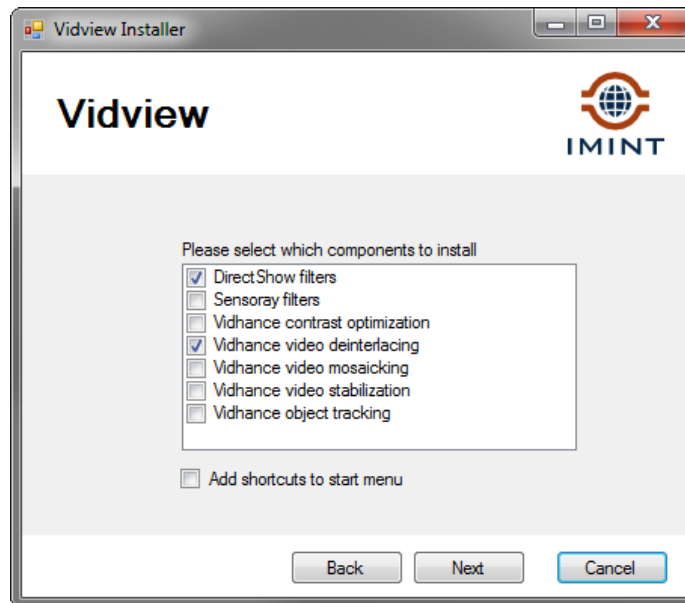 Vidview Installer
Vidview
IMINT
Please select which components to install
DirectShow filters
Sensoray filters
Vidhance contrast optimization
Vidhance video deinterlacing
Vidhance video mosaicking
Vidhance video stabilization
Vidhance object tracking
Add shortcuts to start menu
Back Next Cancel